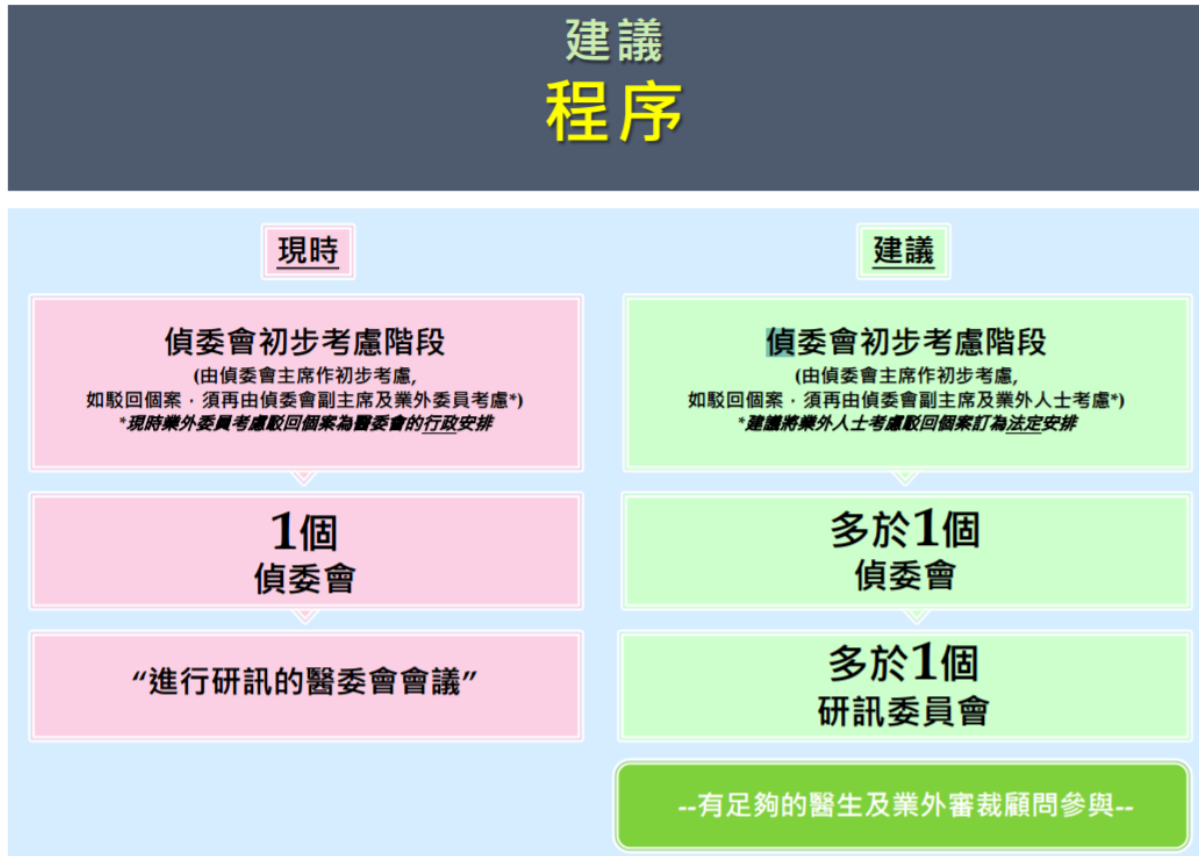 建議
程序
現時
偵委會初步考慮階段
(由偵委會主席作初步考慮,
如駁回個案，須再由偵委會副主席及業外委員考慮*)
*現時業外委員考慮駁回個案為醫委會的行政安排
1個
偵委會
“進行研訊的醫委會會議”
建議
偵委會初步考慮階段
(由偵委會主席作初步考慮,
如駁回個案，須再由偵委會副主席及業外人士考慮*)
*建議將業外人士考慮駁回個案訂為法定安排
多於1個
偵委會
多於1個
研訊委員會
--有足夠的醫生及業外審裁顧問參與--